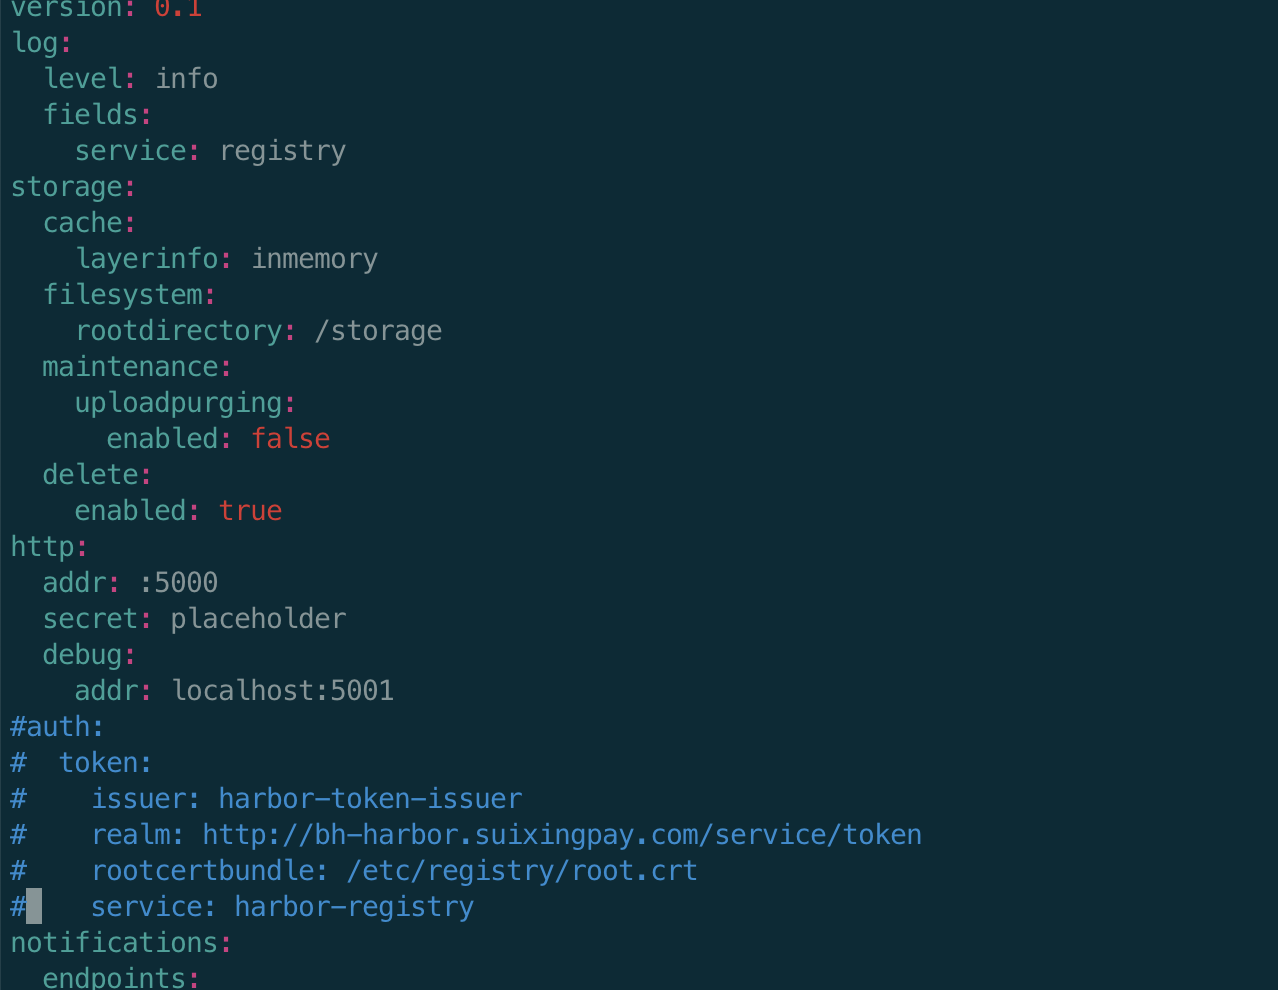 version: 0.1
log:
  level: info
  fields:
    service: registry
storage:
  cache:
    layerinfo: inmemory
  filesystem:
    rootdirectory: /storage
  maintenance:
    uploadpurging:
      enabled: false
  delete:
    enabled: true
http:
  addr: :5000
  secret: placeholder
  debug:
    addr: localhost:5001
#auth:
#  token:
#    issuer: harbor-token-issuer
#    realm: http://bh-harbor.suixingpay.com/service/token
#    rootcertbundle: /etc/registry/root.crt
#    service: harbor-registry
notifications:
  endpoints: